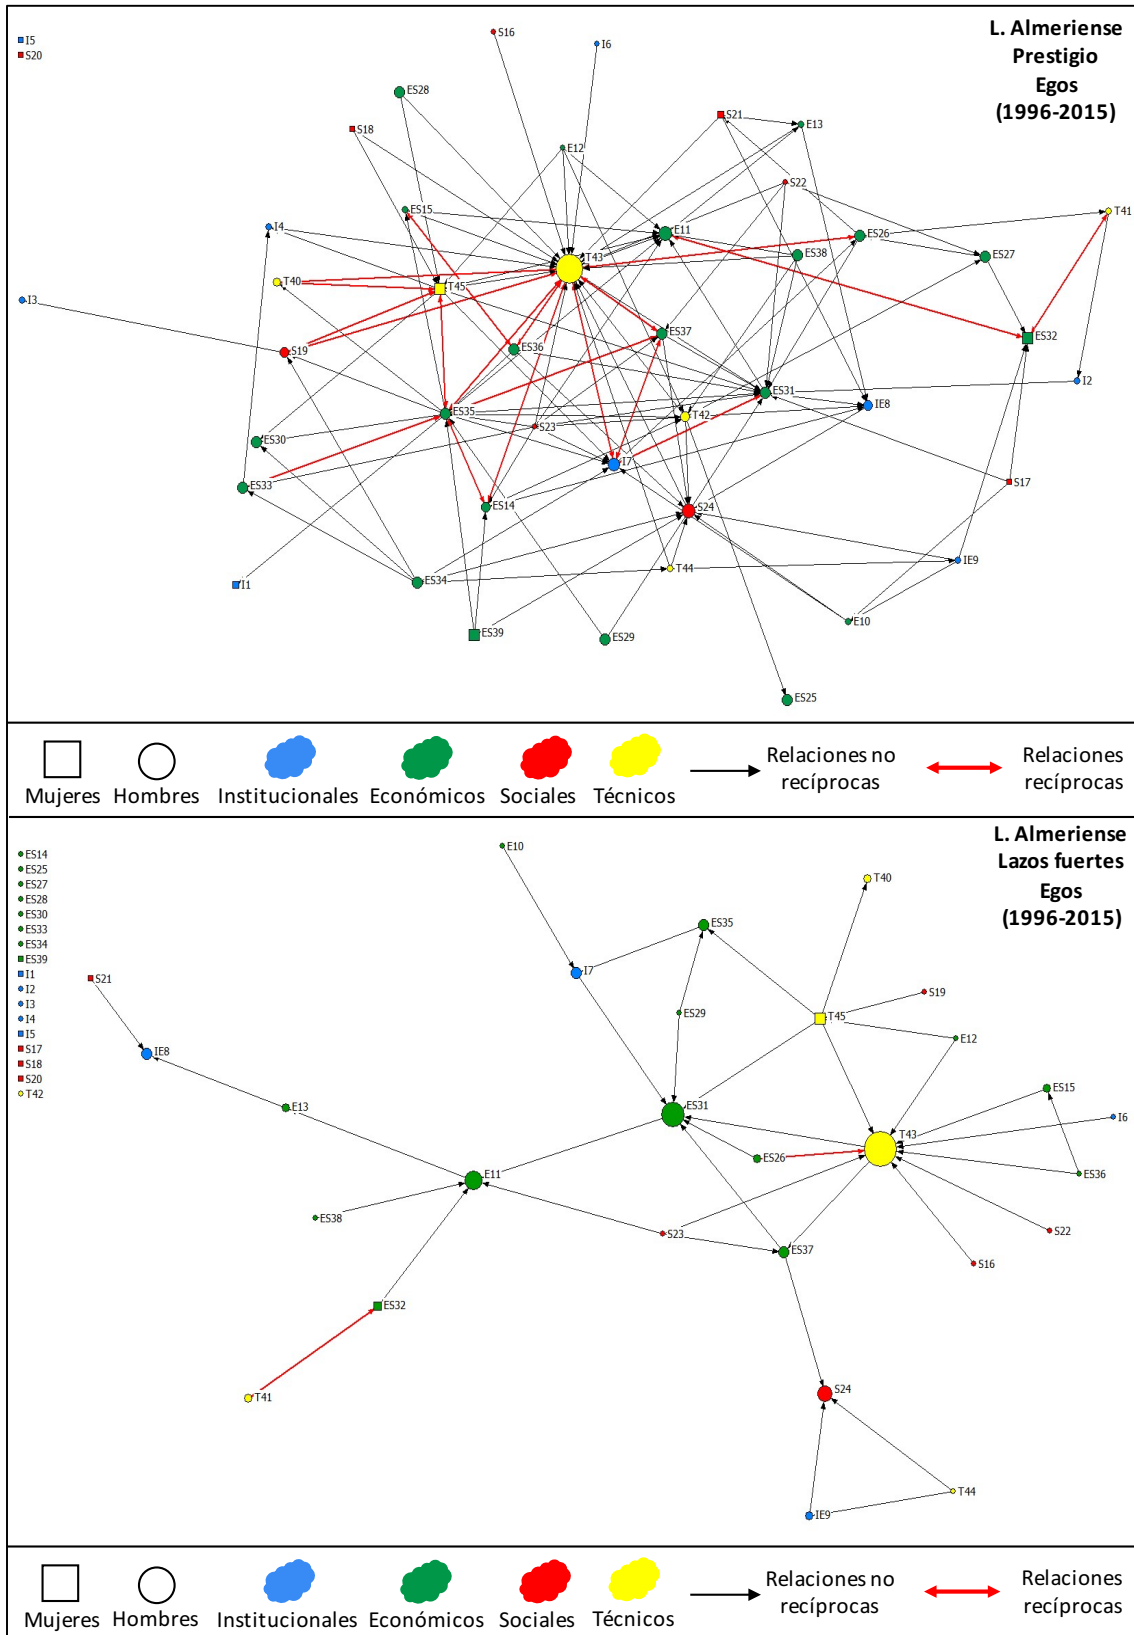 L. Almeriense
Prestigio
Egos
(1996-2015)
I5
S20
S16
I6
ES28
S18
S21
E13
E12
S22
ES15
I4
E11
ES26
T41
T43
ES38
ES27
T40
T45
I3
S19
ES37
ES32
ES36
ES31
I2
IE8
ES35
T42
S23
ES30
I7
ES33
S17
ES14
S24
IE9
T44
I1
ES34
E10
ES39
ES29
ES25
Mujeres
Hombres
Institucionales
Económicos
Sociales
Técnicos
Relaciones no
recíprocas
Relaciones
recíprocas
L. Almeriense
Lazos fuertes
Egos
(1996-2015)
ES14
ES25
ES27
ES28
ES30
ES33
ES34
ES39
I1
I2
I3
I4
I5
S17
S18
S20
T42
E10
T40
ES35
I7
S21
S19
ES29
T45
E12
IE8
ES15
E13
ES31
I6
T43
ES26
E11
ES36
ES38
S23
S22
ES37
S16
ES32
T41
S24
T44
IE9
Mujeres
Hombres
Institucionales
Económicos
Sociales
Técnicos
Relaciones no
recíprocas
Relaciones
recíprocas